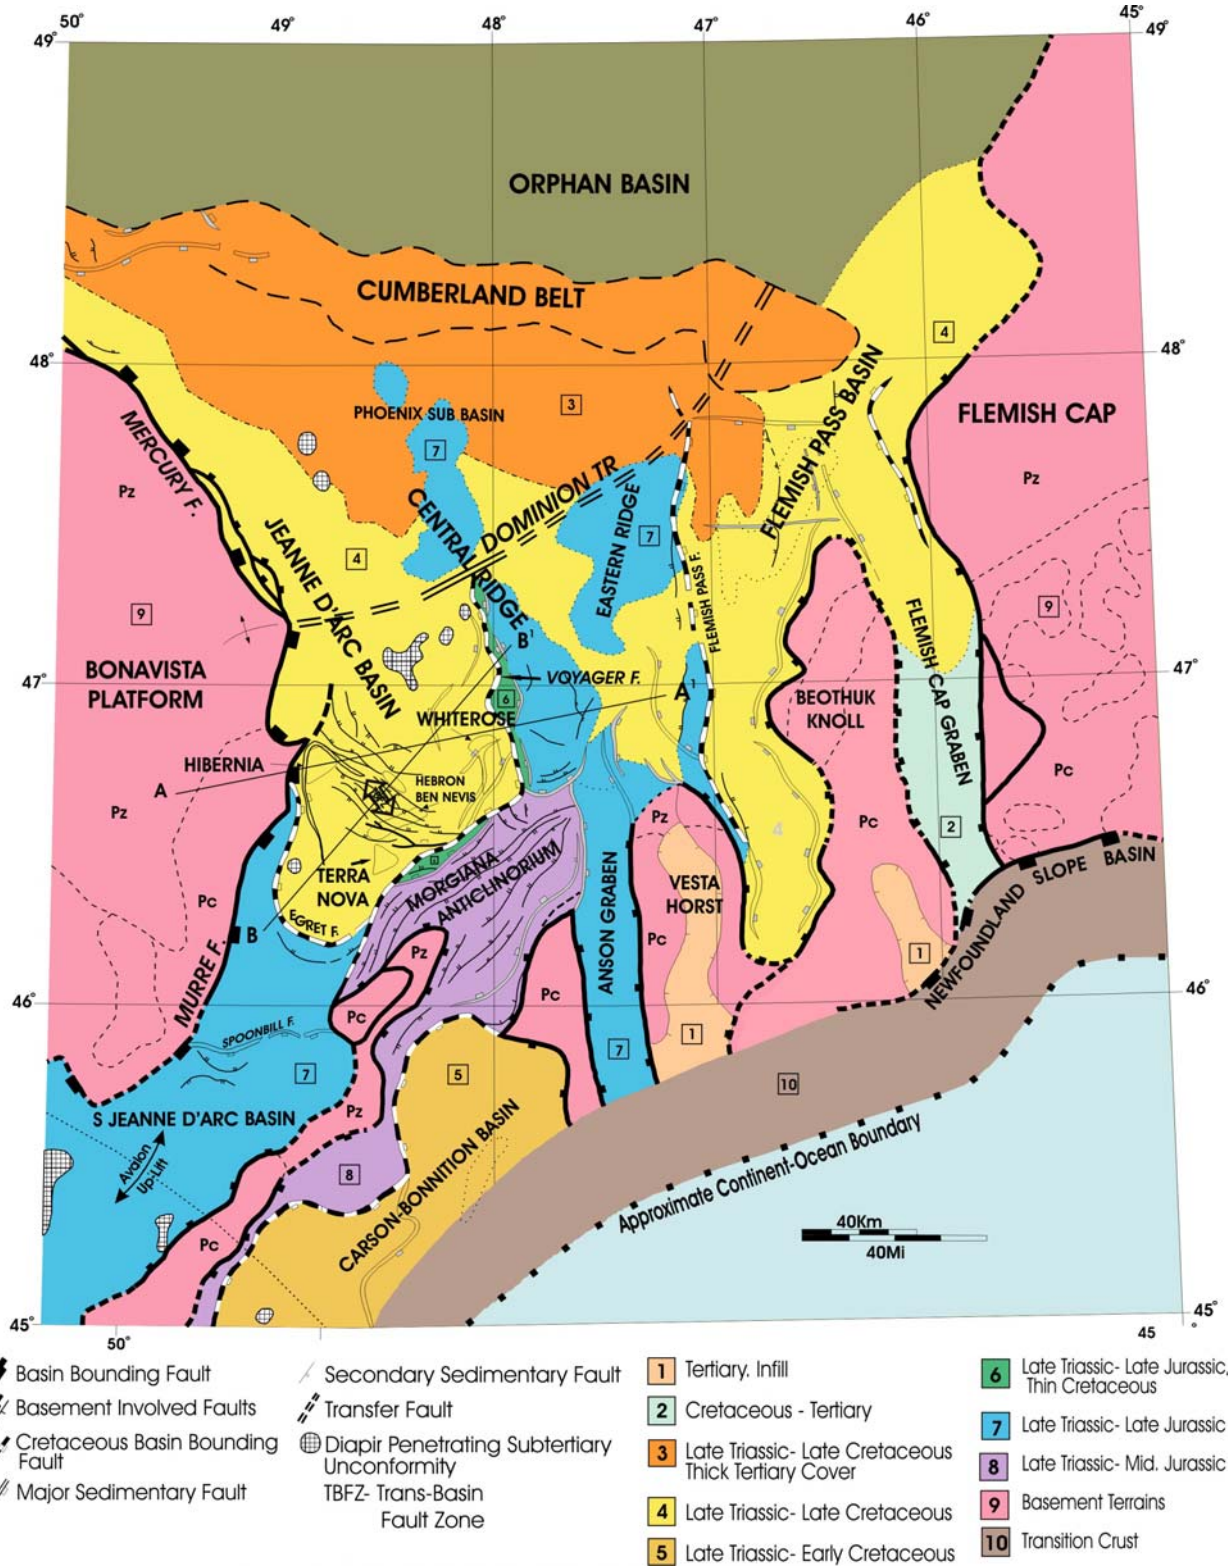 50° 49° 48° 47° 46° 45°
49° 49°
ORPHAN BASIN
CUMBERLAND BELT
4
48° 48°
PHOENIX SUB BASIN
3
FLEMISH PASS BASIN
FLEMISH CAP
MERCURY F.
Pz
7
Pz
CENTRAL RIDGE
DOMINION TR
JEANNE D'ARC BASIN
4
EASTERN RIDGE
7
FLEMISH PASS F.
9
9
BONAVISTA
PLATFORM
B¹
VOYAGER F.
A¹
FLEMISH CAP GRABEN
47° 47°
6
WHITEROSE
BEOTHUK
KNOLL
HIBERNIA
A
HEBRON
BEN NEVIS
Pz
Pc
Pz
Pc
4
2
TERRA
NOVA
MORGIANA
ANTICLINORIUM
VESTA
HORST
NEWFOUNDLAND SLOPE BASIN
Pc
EGRET F.
B
MURRE F.
Pz
ANSON GRABEN
Pc
1
46° 46°
Pc
Pc
SPOONBILL F.
7
5
7
1
10
S JEANNE D'ARC BASIN
Pz
Avalon
Up-Lift
8
CARSON-BONNITION BASIN
Approximate Continent-Ocean Boundary
Pc
40Km
40Mi
45° 45°
50° 45
Basin Bounding Fault
Basement Involved Faults
Cretaceous Basin Bounding
Fault
Major Sedimentary Fault
Secondary Sedimentary Fault
Transfer Fault
Diapir Penetrating Subtertiary
Unconformity
TBFZ- Trans-Basin
Fault Zone
1 Tertiary. Infill
2 Cretaceous - Tertiary
3 Late Triassic- Late Cretaceous
Thick Tertiary Cover
4 Late Triassic- Late Cretaceous
5 Late Triassic- Early Cretaceous
6 Late Triassic- Late Jurassic,
Thin Cretaceous
7 Late Triassic- Late Jurassic
8 Late Triassic- Mid. Jurassic
9 Basement Terrains
10 Transition Crust